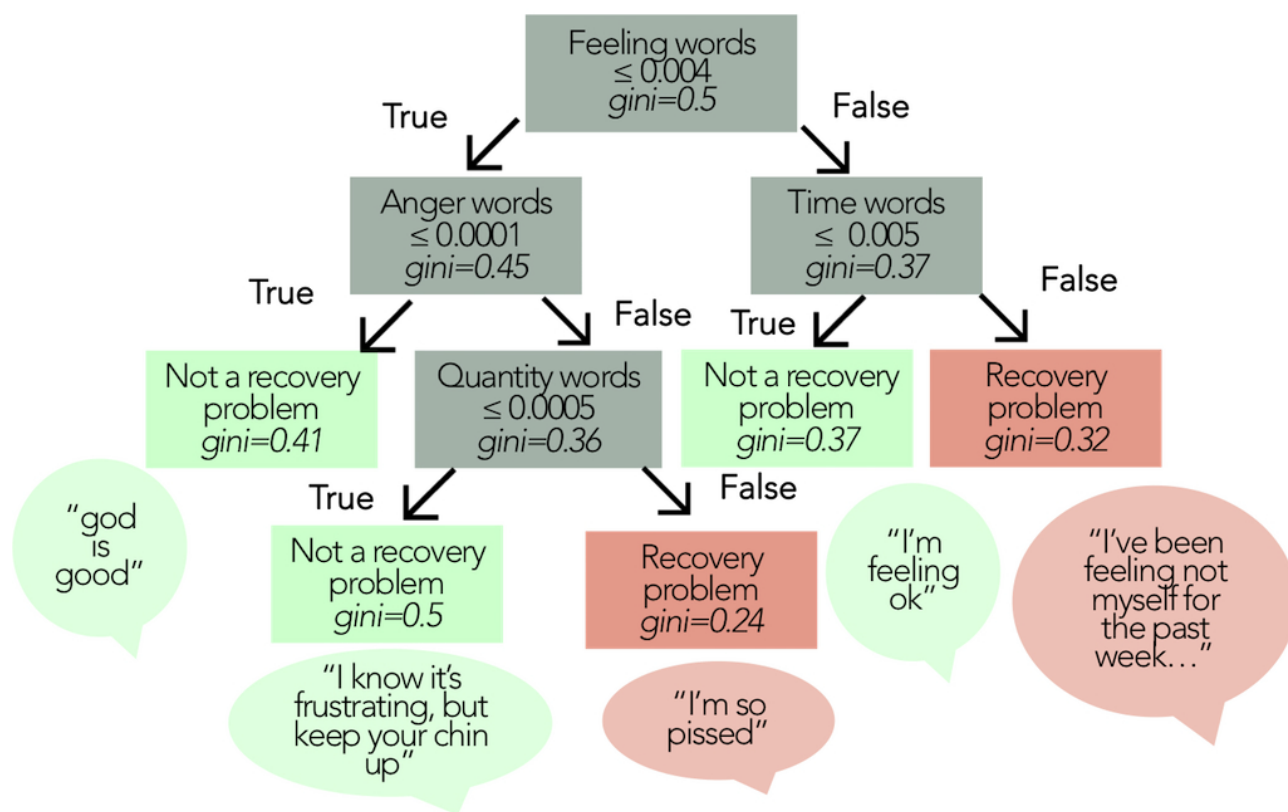 Feeling words
≤ 0.004
gini=0.5
True
False
Anger words
≤ 0.0001
gini=0.45
Time words
≤ 0.005
gini=0.37
True
False
True
False
Not a recovery
problem
gini=0.41
Quantity words
≤0.0005
gini=0.36
Not a recovery
problem
gini=0.37
Recovery
problem
gini=0.32
True
False
“god
is
good”
Not a recovery
problem
gini=0.5
Recovery
problem
gini=0.24
“I’m
feeling
ok”
“I’ve been
feeling not
myself for
the past
week…”
“I know it’s
frustrating, but
keep your chin
up”
“I’m so
pissed”